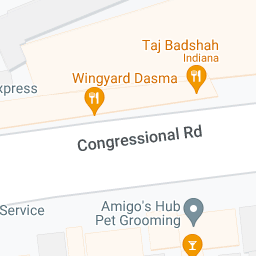 Taj Badshah
Indiana
Wingyard Dasma
xpress
Congressional Rd
Service
Amigo's Hub
Pet Grooming